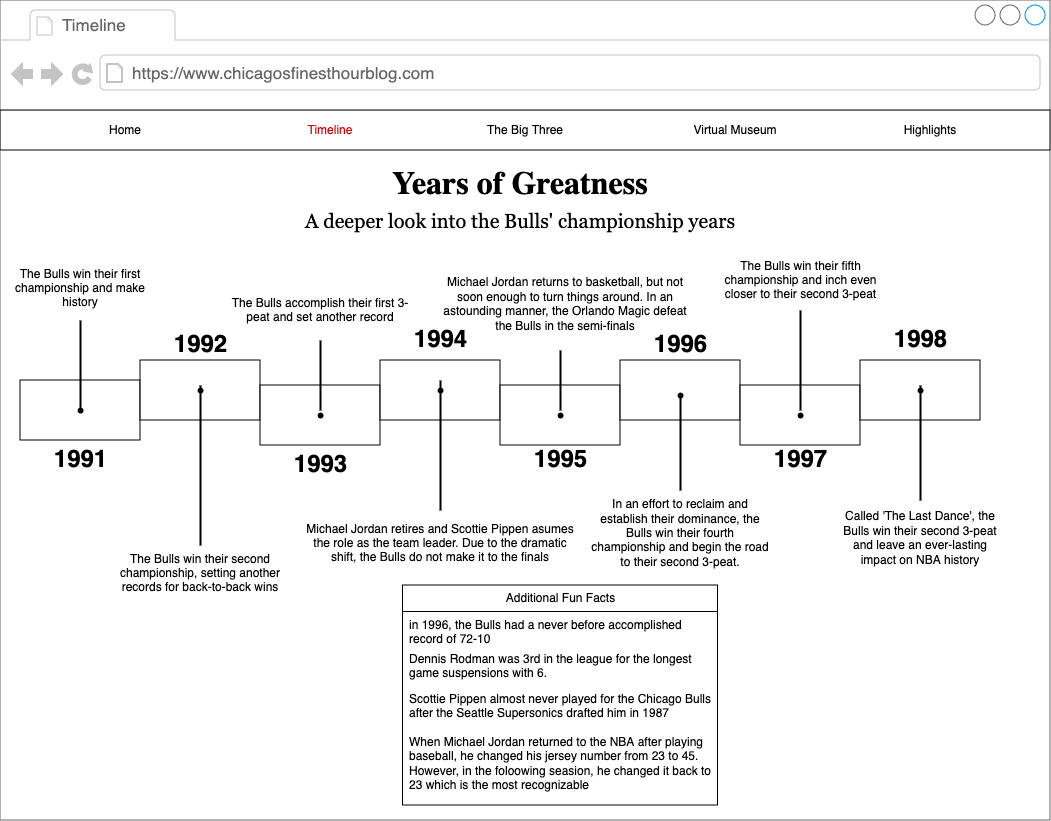 Timeline
https://www.chicagosfinesthourblog.com
Home
Timeline
The Big Three
Virtual Museum
Highlights
Years of Greatness
A deeper look into the Bulls' championship years
The Bulls win their first
championship and make
history
1991
1992
The Bulls win their second
championship, setting another
records for back-to-back wins
The Bulls accomplish their first 3-
peat and set another record
1993
1994
Michael Jordan retires and Scottie Pippen asumes
the role as the team leader. Due to the dramatic
shift, the Bulls do not make it to the finals
Michael Jordan returns to basketball, but not
soon enough to turn things around. In an
astounding manner, the Orlando Magic defeat
the Bulls in the semi-finals
1995
1996
In an effort to reclaim and
establish their dominance, the
Bulls win their fourth
championship and begin the road
to their second 3-peat.
The Bulls win their fifth
championship and inch even
closer to their second 3-peat
1997
1998
Called 'The Last Dance', the
Bulls win their second 3-peat
and leave an ever-lasting
impact on NBA history
Additional Fun Facts
in 1996, the Bulls had a never before accomplished
record of 72-10
Dennis Rodman was 3rd in the league for the longest
game suspensions with 6.
Scottie Pippen almost never played for the Chicago Bulls
after the Seattle Supersonics drafted him in 1987
When Michael Jordan returned to the NBA after playing
baseball, he changed his jersey number from 23 to 45.
However, in the foloowing seasion, he changed it back to
23 which is the most recognizable